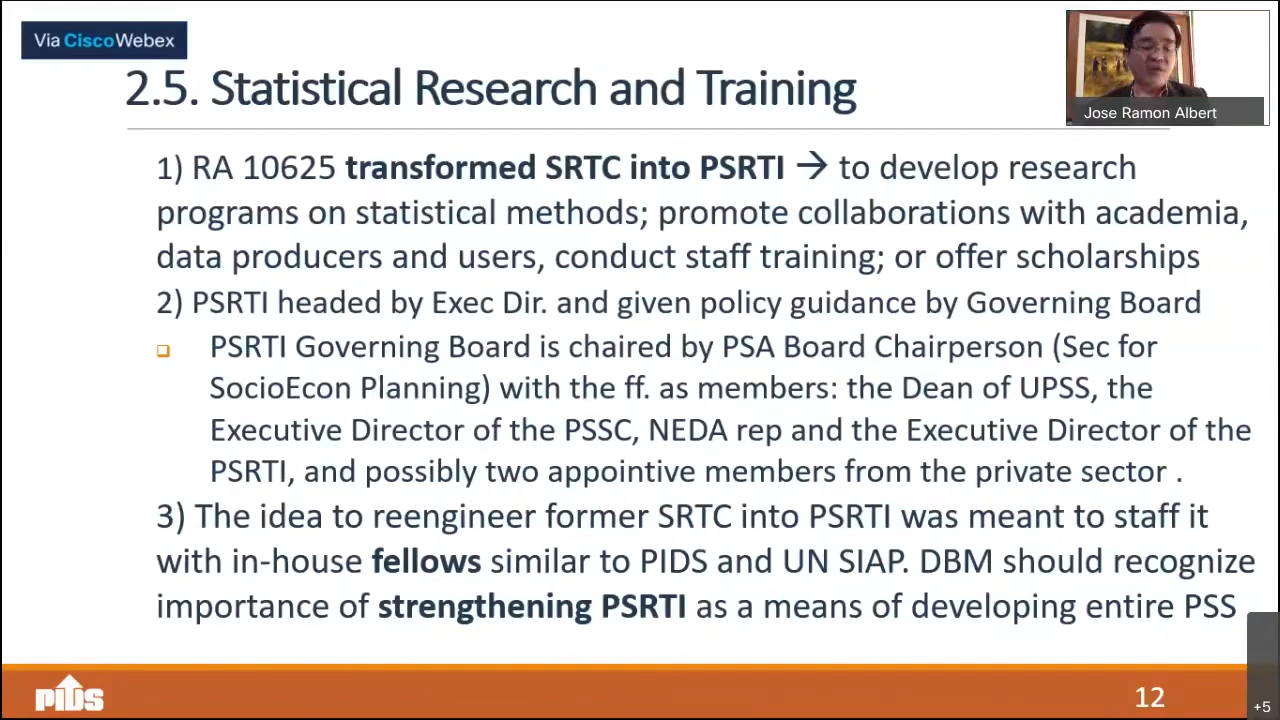 Via CiscoWebex
2.5. Statistical Research and Training
Jose Ramon Albert
1) RA 10625 transformed SRTC into PSRTI → to develop research
programs on statistical methods; promote collaborations with academia,
data producers and users, conduct staff training; or offer scholarships
2) PSRTI headed by Exec Dir. and given policy guidance by Governing Board
❑ PSRTI Governing Board is chaired by PSA Board Chairperson (Sec for
SocioEcon Planning) with the ff. as members: the Dean of UPSS, the
Executive Director of the PSSC, NEDA rep and the Executive Director of the
PSRTI, and possibly two appointive members from the private sector .
3) The idea to reengineer former SRTC into PSRTI was meant to staff it
with in-house fellows similar to PIDS and UN SIAP. DBM should recognize
importance of strengthening PSRTI as a means of developing entire PSS
PIDS
12
+5